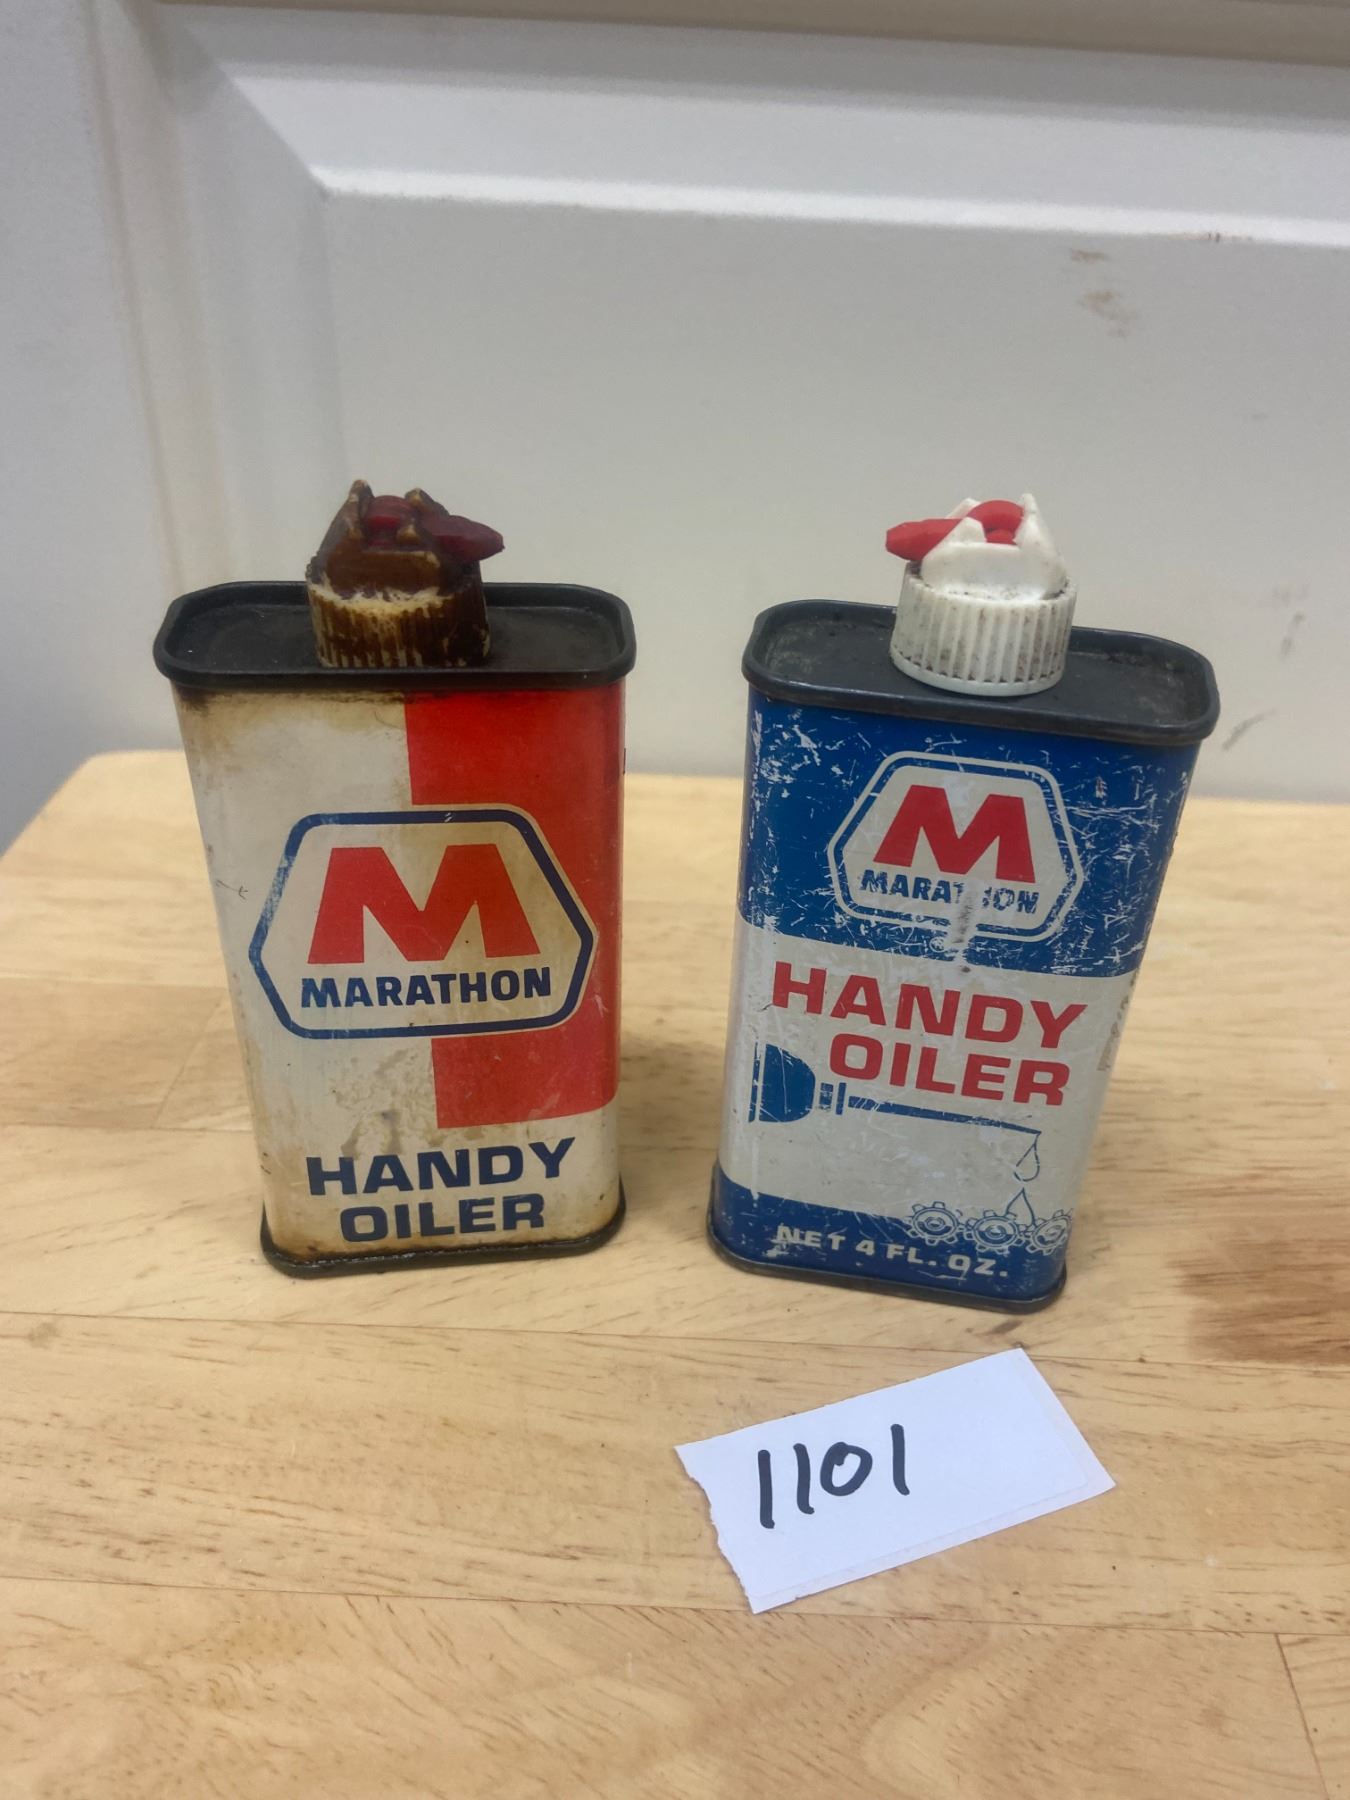 M
MARATHON
HANDY
OILER
M
MARATHON
HANDY
OILER
NET 4 FL. OZ.
1101